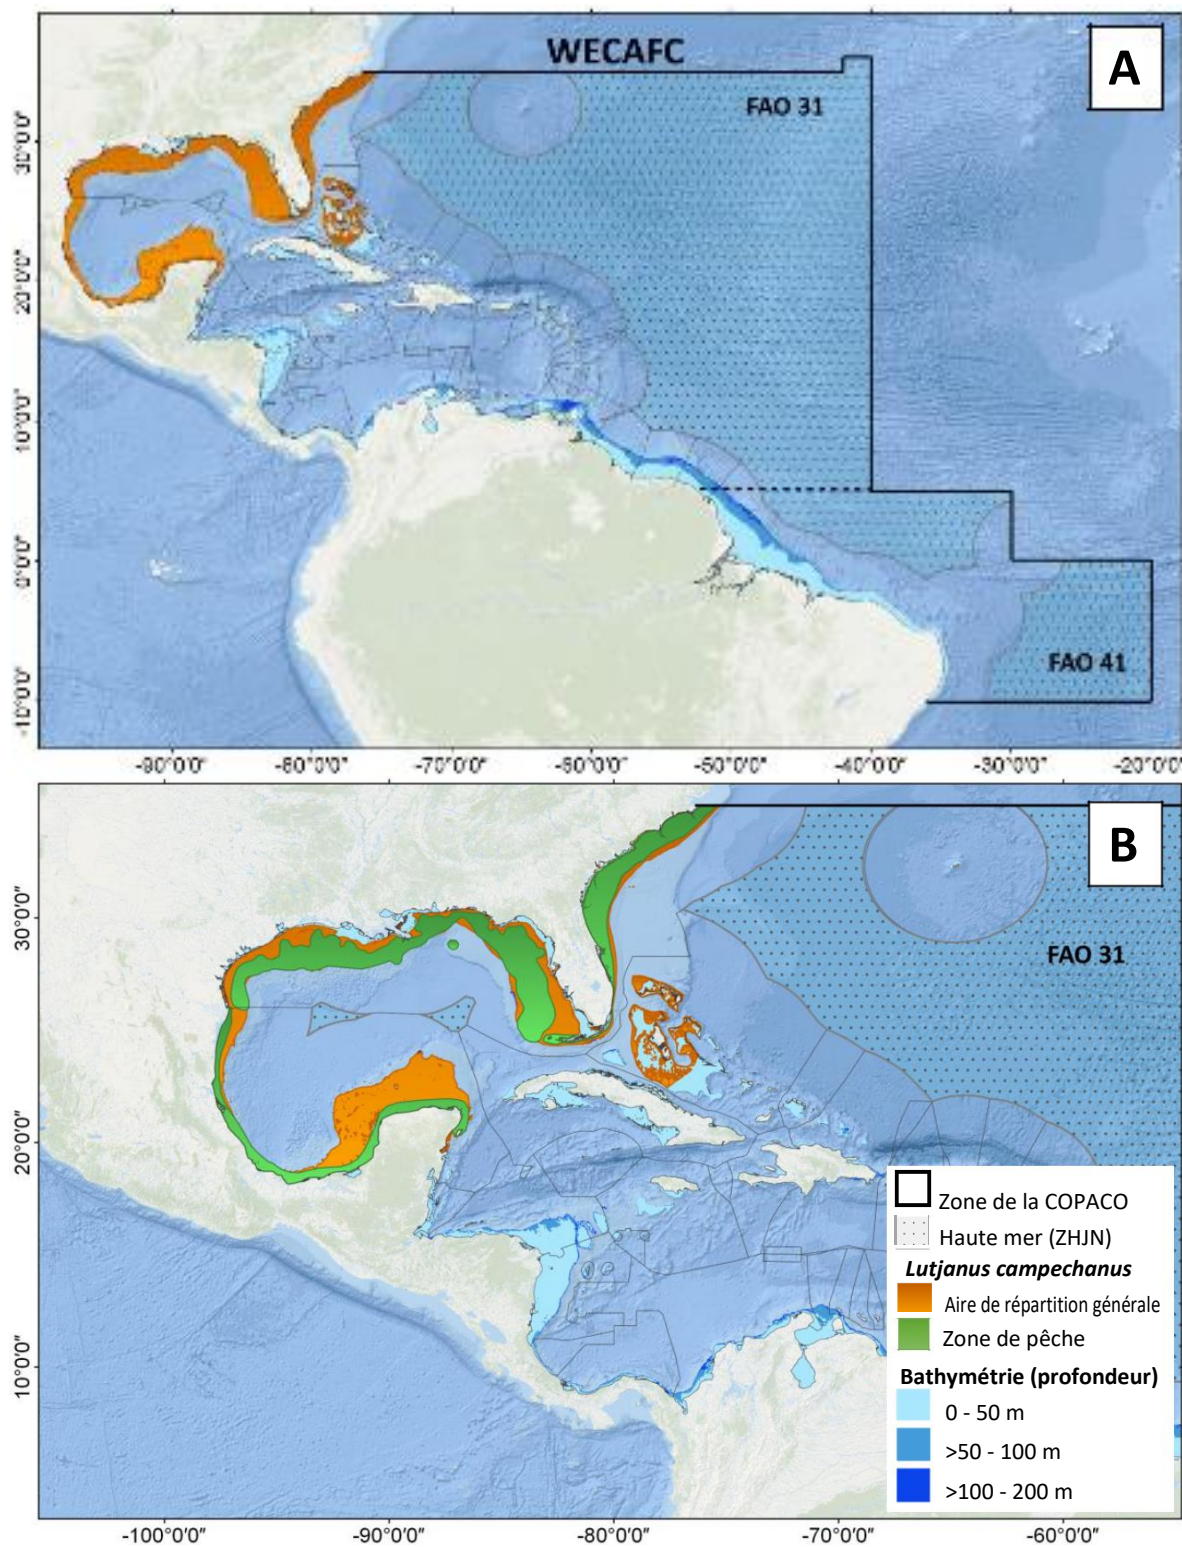 WECAFC
A
FAO 31
30°0'0"
20°0'0"
10°0'0"
0°0'0"
-10°0'0"
FAO 41
-90°0'0"
-80°0'0"
-70°0'0"
-60°0'0"
-50°0'0"
-40°0'0"
-30°0'0"
-20°0'0"
B
FAO 31
30°0'0"
20°0'0"
10°0'0"
Zone de la COPACO
Haute mer (ZHJN)
Lutjanus campechanus
Aire de répartition générale
Zone de pêche
Bathymétrie (profondeur)
0 - 50 m
>50 - 100 m
>100 - 200 m
-100°0'0"
-90°0'0"
-80°0'0"
-70°0'0"
-60°0'0"